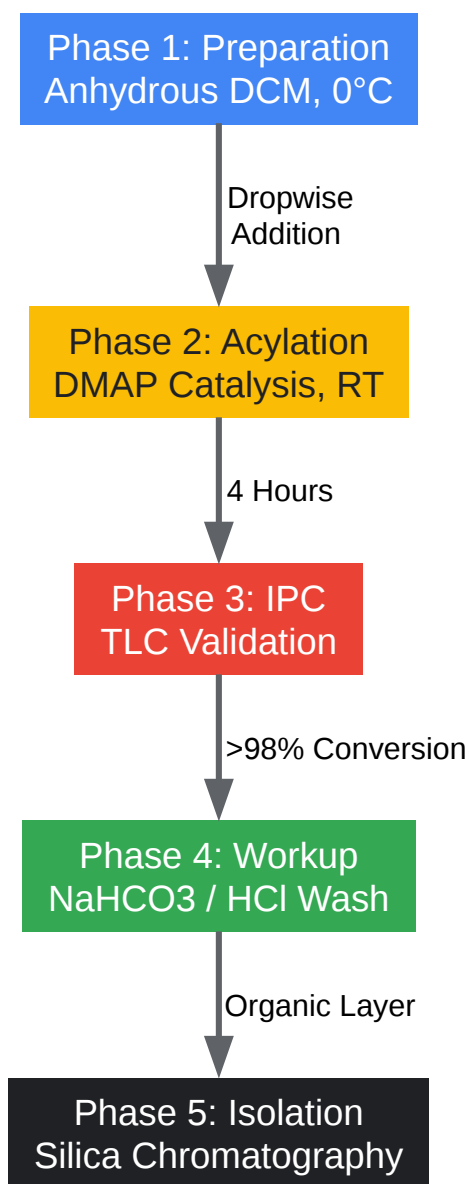 Phase 1: Preparation
Anhydrous DCM, 0°C
Dropwise
Addition
Phase 2: Acylation
DMAP Catalysis, RT
4 Hours
Phase 3: IPC
TLC Validation
>98% Conversion
Phase 4: Workup
NaHCO3 / HCl Wash
Organic Layer
Phase 5: Isolation
Silica Chromatography